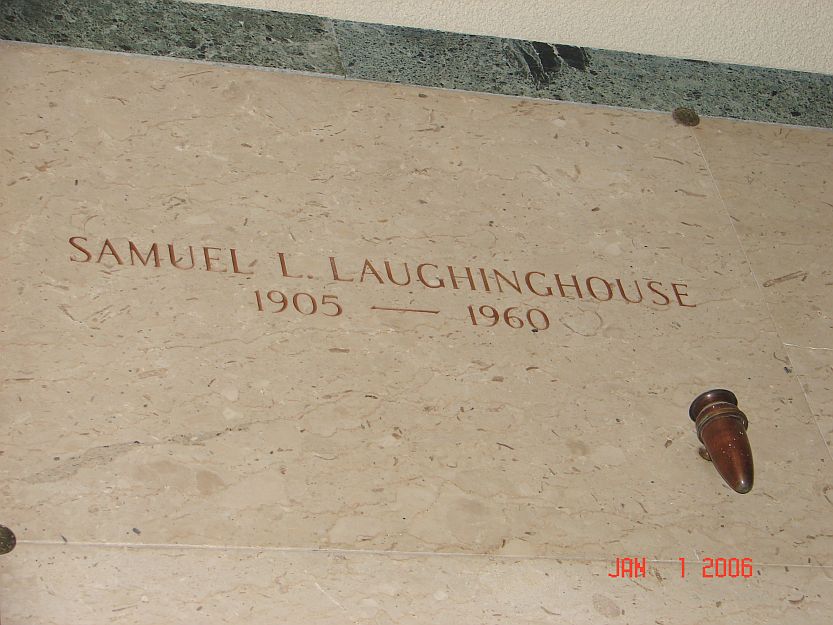 SAMUEL L. LAUGHINGHOUSE
1905 — 1960
JAN 1 2006